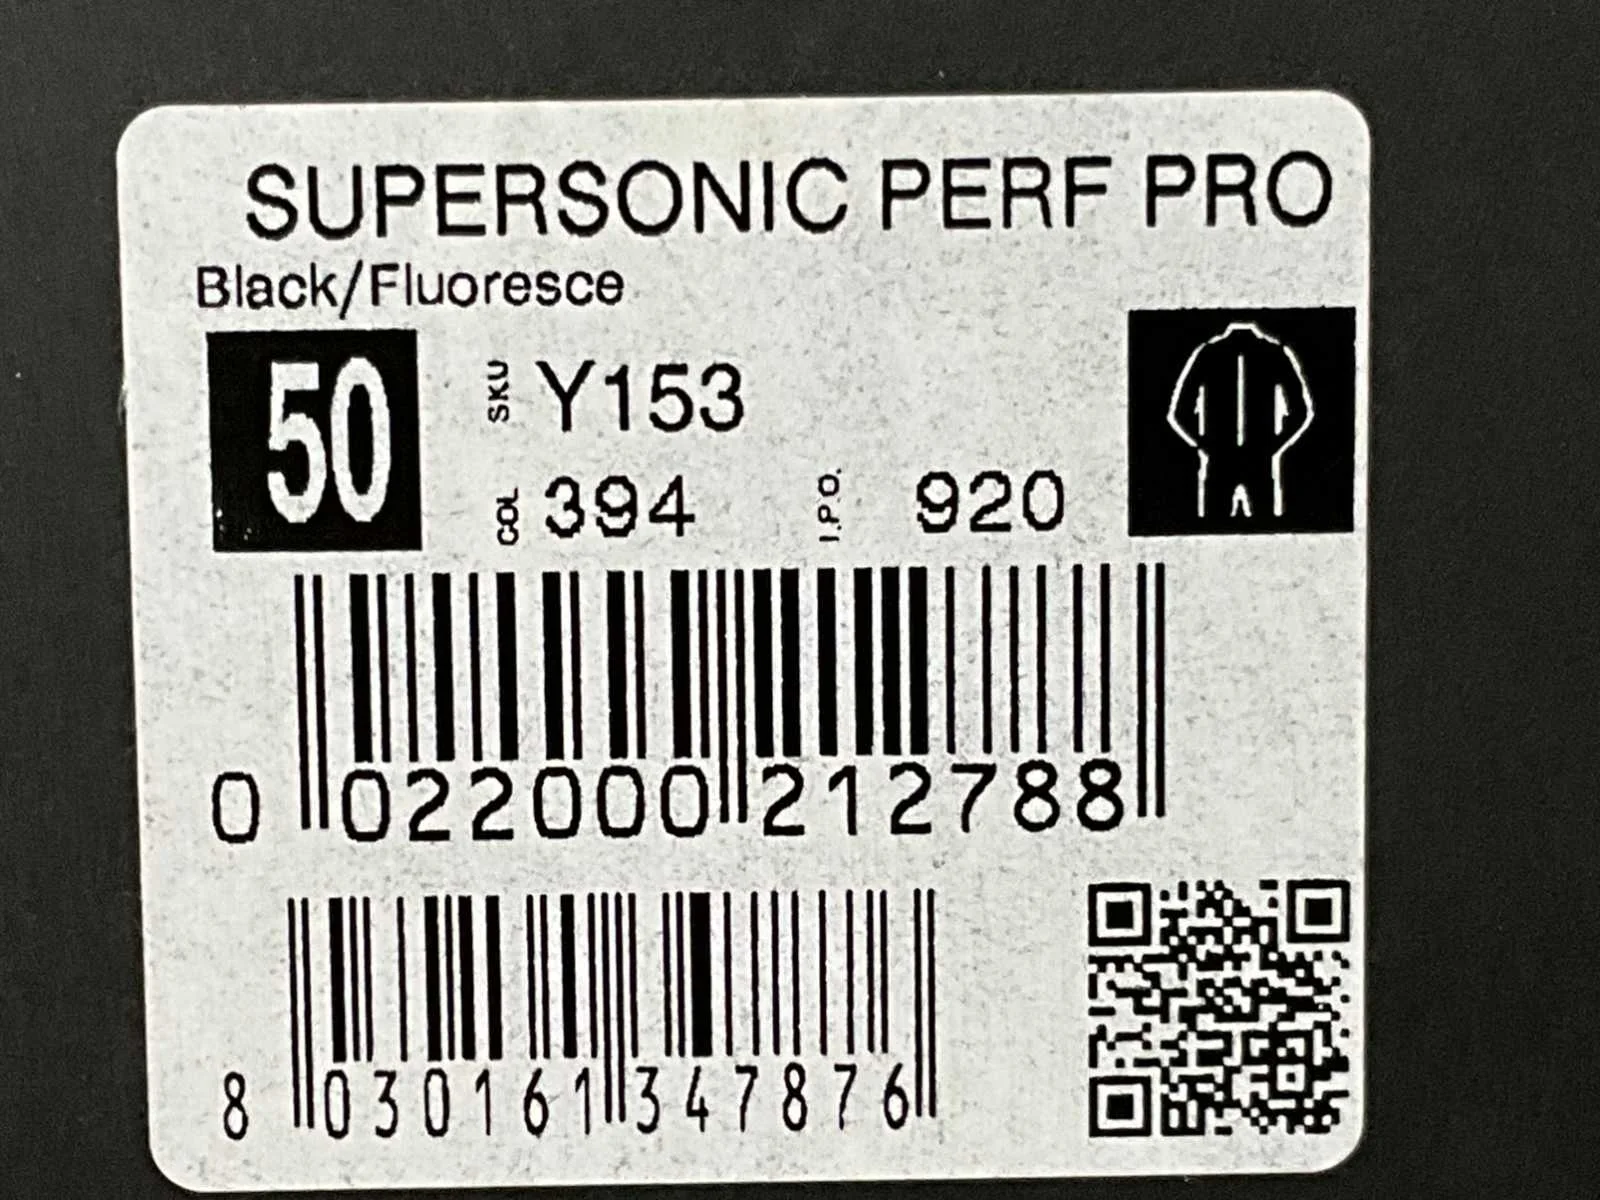 SUPERSONIC PERF PRO
Black/Fluoresce
50
SKU Y153
COL 394 I.P.O. 920
0 022000 212788
8 030161 347876